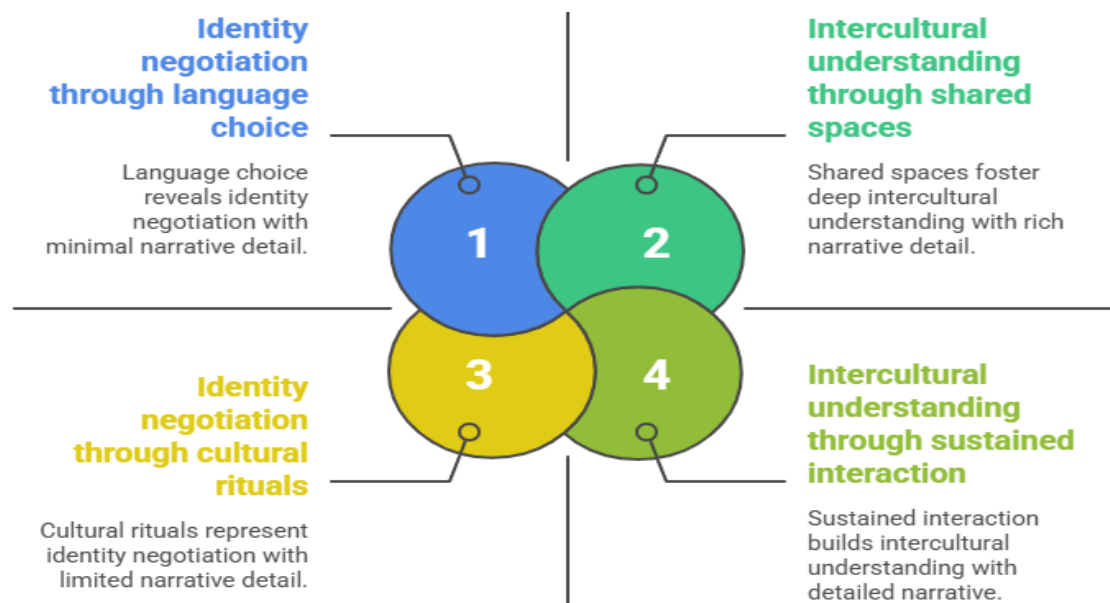 Identity
negotiation
through language
choice
Language choice
reveals identity
negotiation with
minimal narrative detail.
1
Intercultural
understanding
through shared
spaces
Shared spaces foster
deep intercultural
understanding with rich
narrative detail.
2
Identity
negotiation
through cultural
rituals
Cultural rituals represent
identity negotiation with
limited narrative detail.
3
Intercultural
understanding
through sustained
interaction
Sustained interaction
builds intercultural
understanding with
detailed narrative.
4